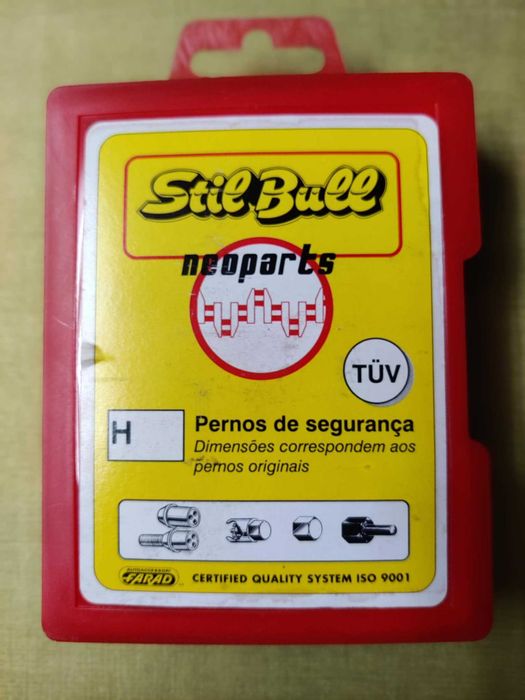 Stil Bull
neoparts
TÜV
H
Pernos de segurança
Dimensões correspondem aos
pernos originais
FARAD
CERTIFIED QUALITY SYSTEM ISO 9001